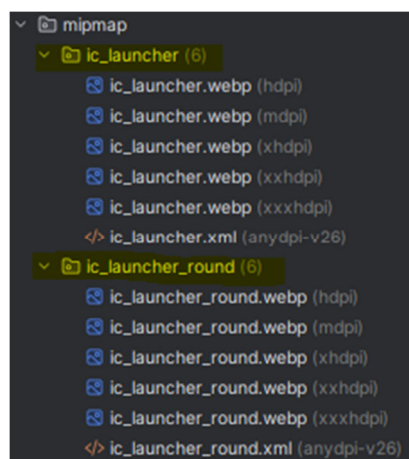 mipmap
ic_launcher (6)
ic_launcher.webp (hdpi)
ic_launcher.webp (mdpi)
ic_launcher.webp (xhdpi)
ic_launcher.webp (xxhdpi)
ic_launcher.webp (xxxhdpi)
</> ic_launcher.xml (anydpi-v26)
ic_launcher_round (6)
ic_launcher_round.webp (hdpi)
ic_launcher_round.webp (mdpi)
ic_launcher_round.webp (xhdpi)
ic_launcher_round.webp (xxhdpi)
ic_launcher_round.webp (xxxhdpi)
</> ic_launcher_round.xml (anydpi-v26)